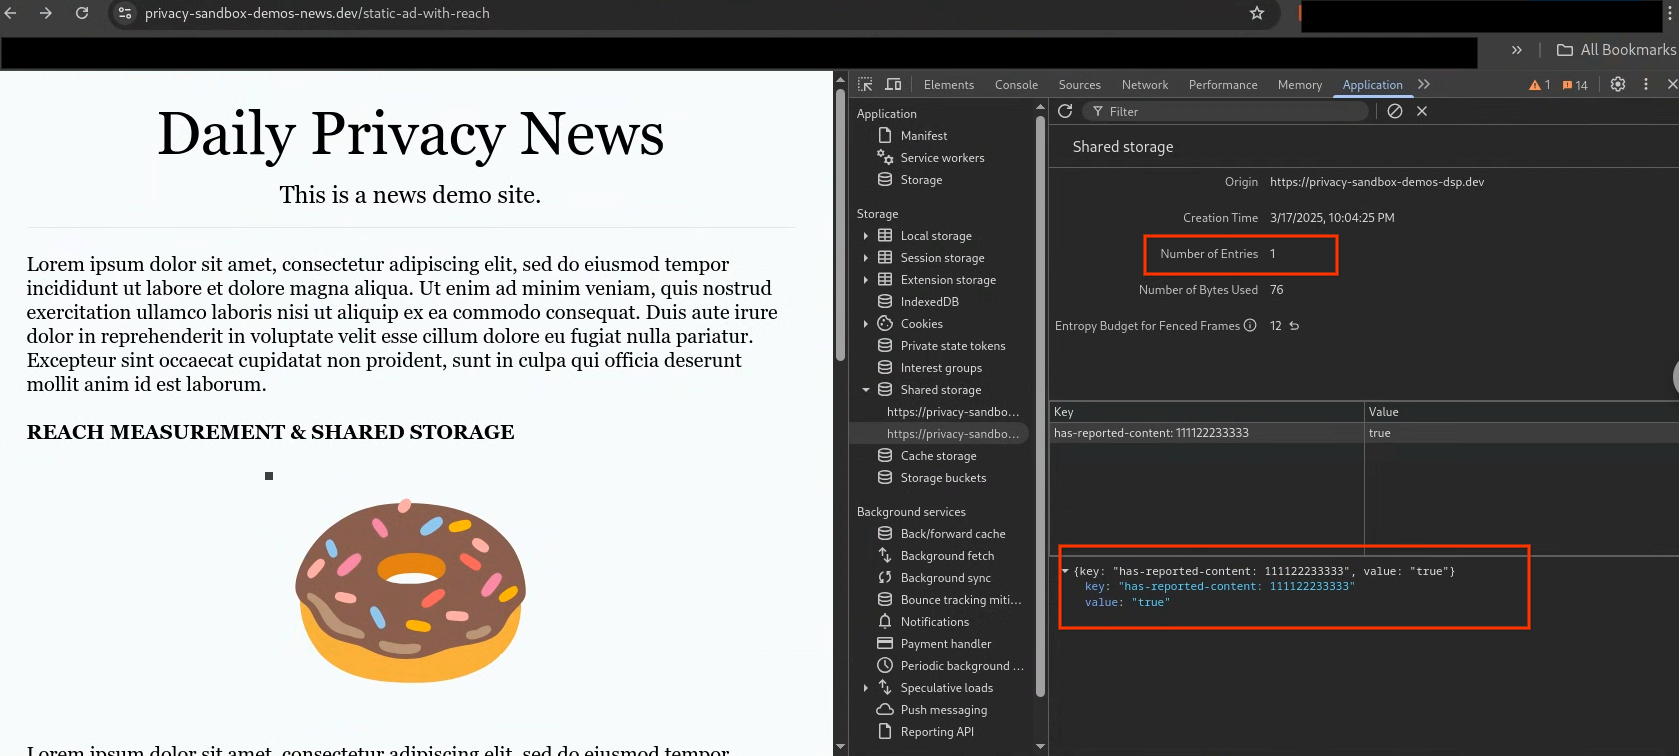 privacy-sandbox-demos-news.dev/static-ad-with-reach
All Bookmarks
Daily Privacy News
This is a news demo site.
Lorem ipsum dolor sit amet, consectetur adipiscing elit, sed do eiusmod tempor
incididunt ut labore et dolore magna aliqua. Ut enim ad minim veniam, quis nostrud
exercitation ullamco laboris nisi ut aliquip ex ea commodo consequat. Duis aute irure
dolor in reprehenderit in voluptate velit esse cillum dolore eu fugiat nulla pariatur.
Excepteur sint occaecat cupidatat non proident, sunt in culpa qui officia deserunt
mollit anim id est laborum.
REACH MEASUREMENT & SHARED STORAGE
Lorem ipsum dolor sit amet, consectetur adipiscing elit, sed do eiusmod tempor
Elements Console Sources Network Performance Memory Application 1 14
Application
Manifest
Service workers
Storage
Storage
Local storage
Session storage
Extension storage
IndexedDB
Cookies
Private state tokens
Interest groups
Shared storage
https://privacy-sandbo...
https://privacy-sandbo...
Cache storage
Storage buckets
Background services
Back/forward cache
Background fetch
Background sync
Bounce tracking miti...
Notifications
Payment handler
Periodic background ...
Speculative loads
Push messaging
Reporting API
Filter
Shared storage
Origin https://privacy-sandbox-demos-dsp.dev
Creation Time 3/17/2025, 10:04:25 PM
Number of Entries 1
Number of Bytes Used 76
Entropy Budget for Fenced Frames 12
Key Value
has-reported-content: 111122233333 true
{key: "has-reported-content: 111122233333", value: "true"}
key: "has-reported-content: 111122233333"
value: "true"